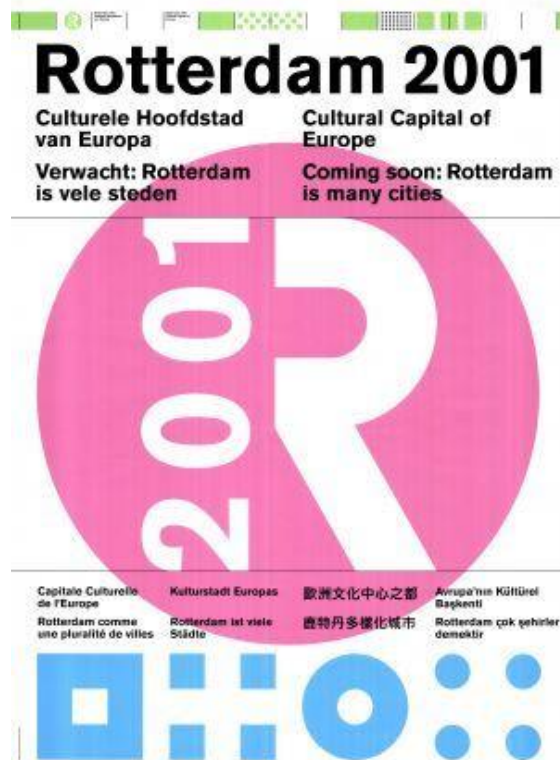 Rotterdam 2001
Culturele Hoofdstad
van Europa
Verwacht: Rotterdam
is vele steden
Cultural Capital of
Europe
Coming soon: Rotterdam
is many cities
2001
R
Capitale Culturelle
de l'Europe
Rotterdam comme
une pluralité de villes
Kulturstadt Europas
Rotterdam ist viele
Städte
歐洲文化中心之都
鹿特丹多樣化城市
Avrupa'nın Kültürel
Başkenti
Rotterdam çok şehirler
demektir